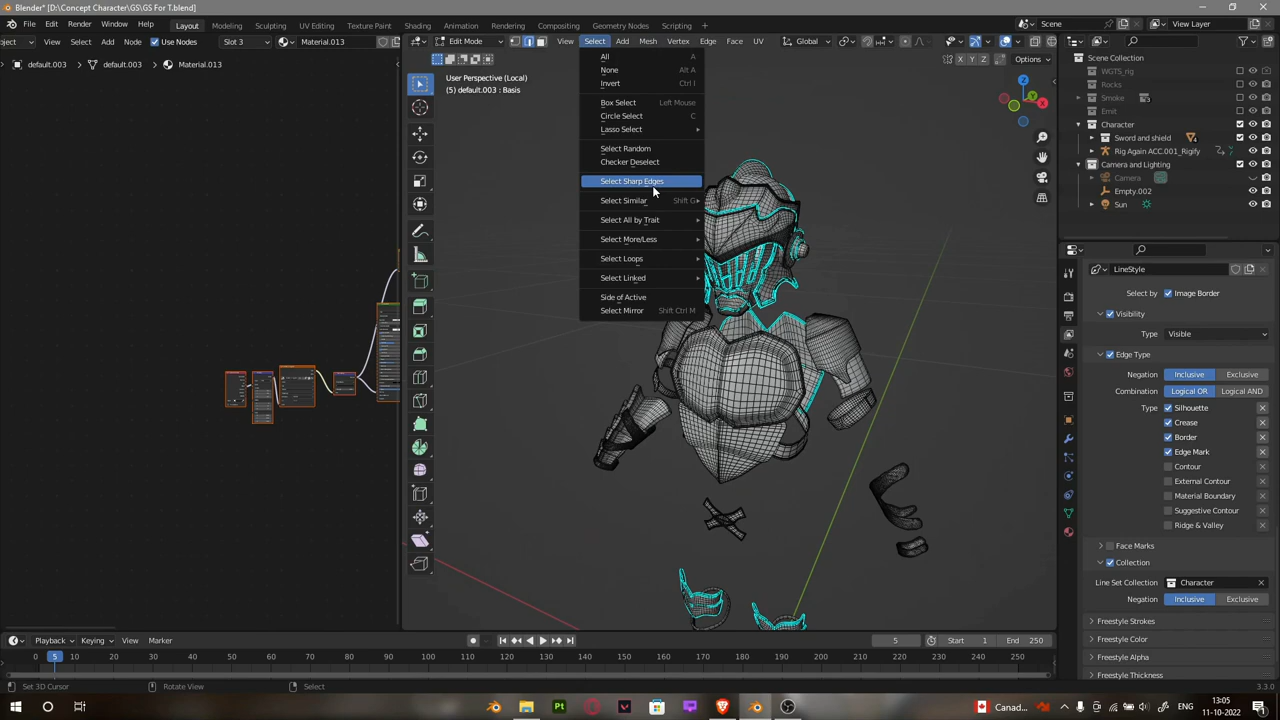 Blender* [D:\Concept Character\GS\GS For T.blend]
File Edit Render Window Help Layout Modeling Sculpting UV Editing Texture Paint Shading Animation Rendering Compositing Geometry Nodes Scripting + Scene View Layer
View Select Add Node Use Nodes Slot 3 Material.013 Edit Mode View Select Add Mesh Vertex Edge Face UV Global
default.003 > default.003 > Material.013
X Y Z Options
User Perspective (Local)
(5) default.003 : Basis
All A
None Alt A
Invert Ctrl I
Box Select Left Mouse
Circle Select C
Lasso Select
Select Random
Checker Deselect
Select Sharp Edges
Select Similar Shift G
Select All by Trait
Select More/Less
Select Loops
Select Linked
Side of Active
Select Mirror Shift Ctrl M
Z
Y
X
Scene Collection
WGTS_rig
Rocks
Smoke
Emit
Character
Sword and shield
Rig Again ACC.001_Rigify
Camera and Lighting
Camera
Empty.002
Sun
LineStyle
Select by Image Border
Visibility
Type Visible
Edge Type
Negation Inclusive Exclusive
Combination Logical OR Logical AND
Type Silhouette
Crease
Border
Edge Mark
Contour
External Contour
Material Boundary
Suggestive Contour
Ridge & Valley
Face Marks
Collection
Line Set Collection Character
Negation Inclusive Exclusive
Freestyle Strokes
Freestyle Color
Freestyle Alpha
Freestyle Thickness
Playback Keying View Marker 5 Start 1 End 250
0 5 10 20 30 40 50 60 70 80 90 100 110 120 130 140 150 160 170 180 190 200 210 220 230 240 250
Set 3D Cursor Rotate View Select 3.3.0
Pt Canad... ENG 13:05
11-10-2022